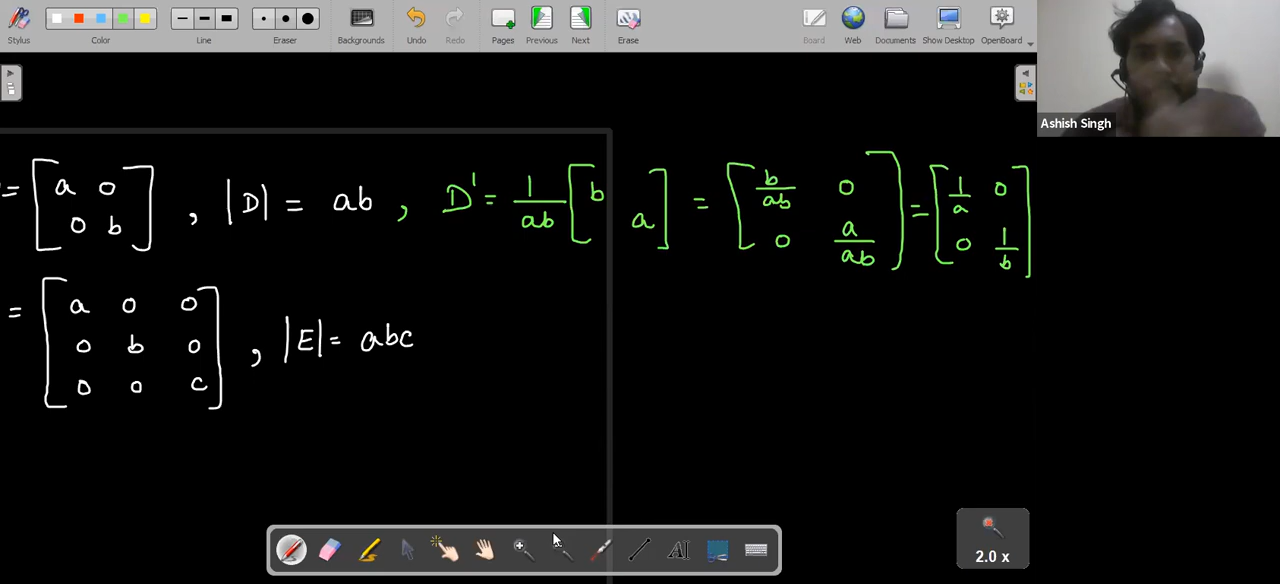 Stylus Color Line Eraser Backgrounds Undo Redo Pages Previous Next Erase Board Web Documents Show Desktop OpenBoard
Ashish Singh
= [a 0 0 b] , |D| = ab , D' = 1/ab [b a] = [b/ab 0 0 a/ab] = [1/a 0 0 1/b]
= [a 0 0 0 b 0 0 0 c] , |E| = abc
AI
2.0 x